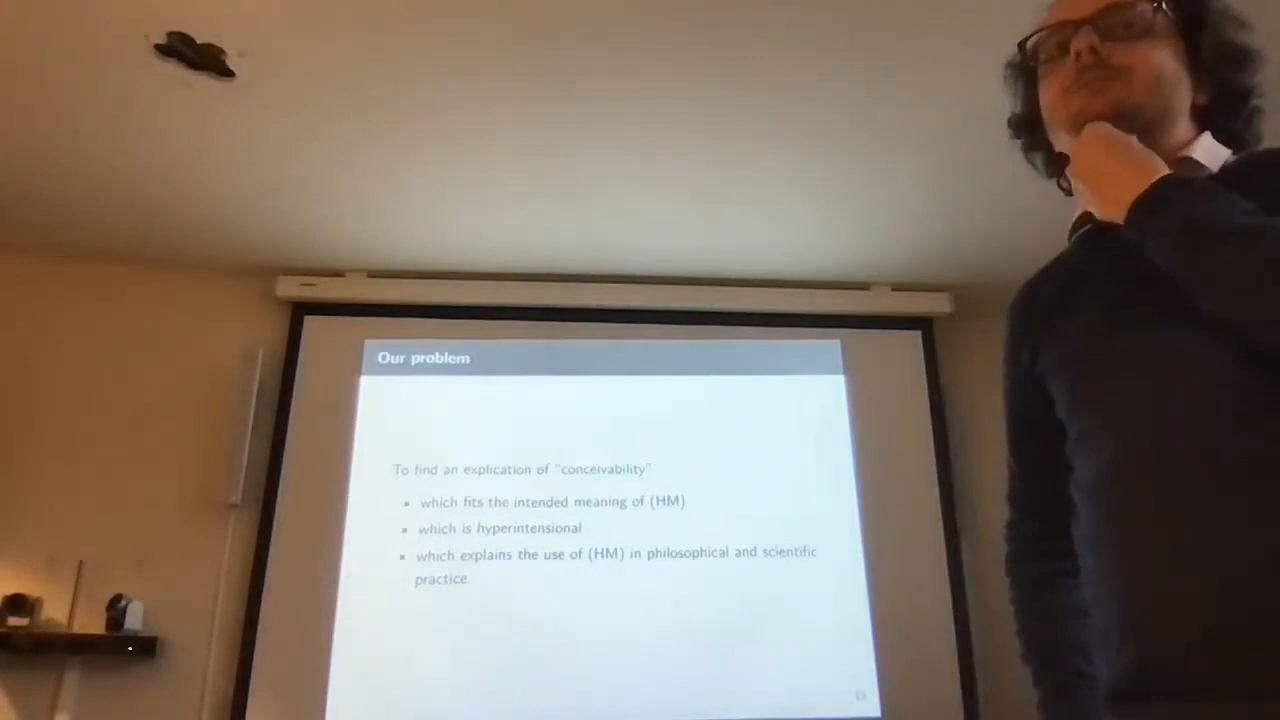 Our problem
To find an explication of "conceivability"
▪ which fits the intended meaning of (HM)
▪ which is hyperintensional
▪ which explains the use of (HM) in philosophical and scientific
practice.